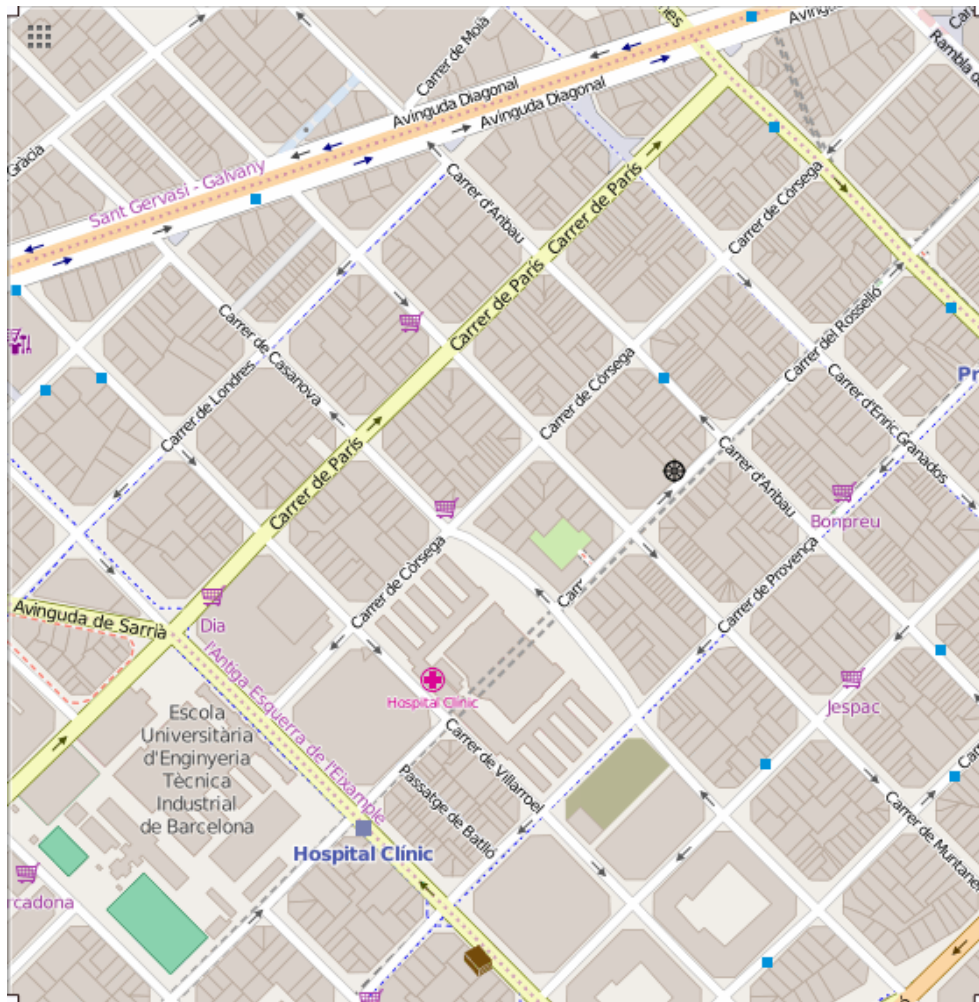 Carrer de Moià
Avinguda Diagonal
Avinguda Diagonal
Rambla
Gràcia
Sant Gervasi - Galvany
Carrer d'Aribau
Carrer de París
Carrer de Còrsega
Carrer de París
Carrer del Rosselló
Carrer de Casanova
Carrer de París
Carrer de Còrsega
Carrer de Londres
Carrer d'Enric Granados
Carrer d'Aribau
Carrer de París
Bonpreu
Carrer de Provença
Carrer de Còrsega
Avinguda de Sarrià
Dia
l'Antiga Esquerra de l'Eixample
Hospital Clínic
Jespac
Escola
Universitària
d'Enginyeria
Tècnica
Industrial
de Barcelona
Carrer de Villarroel
Passatge de Batlló
Carrer de Muntaner
Hospital Clínic
rcadona